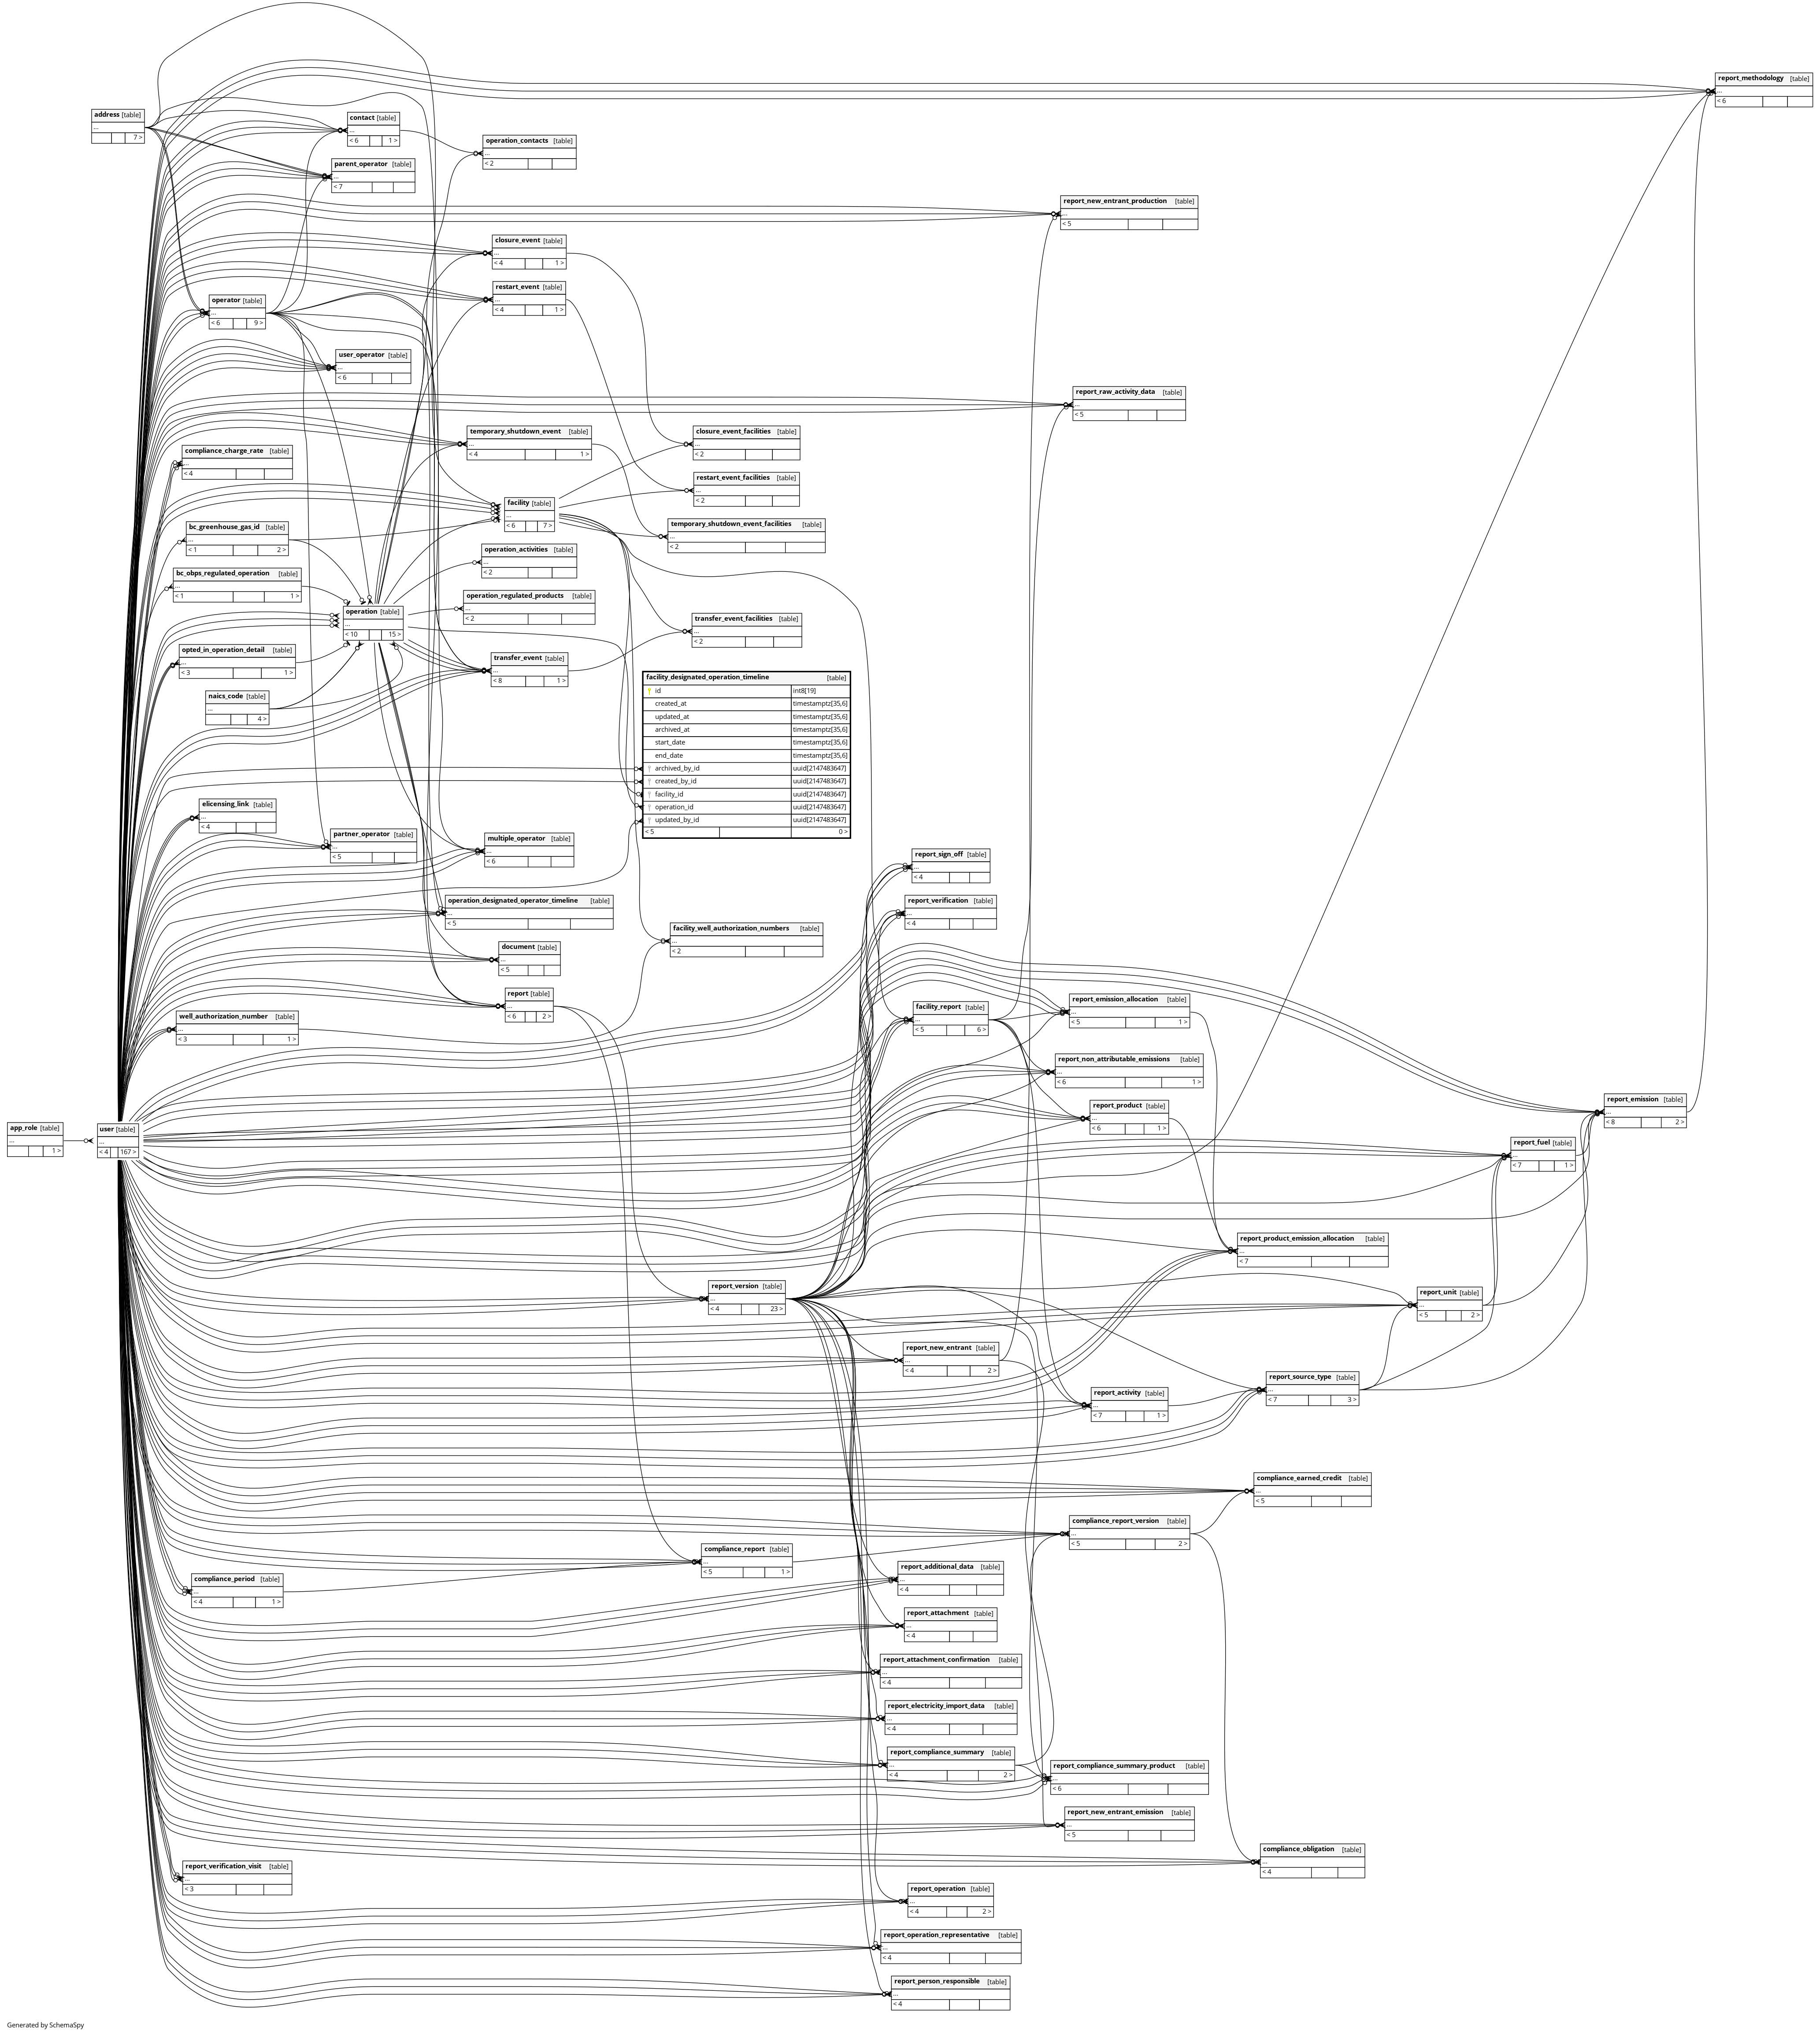 report_methodology [table]
...
< 6
address [table]
...
7 >
contact [table]
...
< 6 1 >
operation_contacts [table]
...
< 2
parent_operator [table]
...
< 7
report_new_entrant_production [table]
...
< 5
closure_event [table]
...
< 4 1 >
restart_event [table]
...
< 4 1 >
operator [table]
...
< 6 9 >
user_operator [table]
...
< 6
report_raw_activity_data [table]
...
< 5
temporary_shutdown_event [table]
...
< 4 1 >
closure_event_facilities [table]
...
< 2
compliance_charge_rate [table]
...
< 4
restart_event_facilities [table]
...
< 2
facility [table]
...
< 6 7 >
bc_greenhouse_gas_id [table]
...
< 1 2 >
temporary_shutdown_event_facilities [table]
...
< 2
operation_activities [table]
...
< 2
bc_obps_regulated_operation [table]
...
< 1 1 >
operation_regulated_products [table]
...
< 2
operation [table]
...
< 10 15 >
transfer_event_facilities [table]
...
< 2
opted_in_operation_detail [table]
...
< 3 1 >
transfer_event [table]
...
< 8 1 >
naics_code [table]
...
4 >
facility_designated_operation_timeline [table]
id int8[19]
created_at timestamptz[35,6]
updated_at timestamptz[35,6]
archived_at timestamptz[35,6]
start_date timestamptz[35,6]
end_date timestamptz[35,6]
archived_by_id uuid[2147483647]
created_by_id uuid[2147483647]
facility_id uuid[2147483647]
operation_id uuid[2147483647]
updated_by_id uuid[2147483647]
< 5 0 >
elicensing_link [table]
...
< 4
partner_operator [table]
...
< 5
multiple_operator [table]
...
< 6
report_sign_off [table]
...
< 4
operation_designated_operator_timeline [table]
...
< 5
report_verification [table]
...
< 4
facility_well_authorization_numbers [table]
...
< 2
document [table]
...
< 5
report [table]
...
< 6 2 >
well_authorization_number [table]
...
< 3 1 >
facility_report [table]
...
< 5 6 >
report_emission_allocation [table]
...
< 5 1 >
report_non_attributable_emissions [table]
...
< 6 1 >
report_product [table]
...
< 6 1 >
report_emission [table]
...
< 8 2 >
app_role [table]
...
1 >
user [table]
...
< 4 167 >
report_fuel [table]
...
< 7 1 >
report_product_emission_allocation [table]
...
< 7
report_version [table]
...
< 4 23 >
report_unit [table]
...
< 5 2 >
report_new_entrant [table]
...
< 4 2 >
report_source_type [table]
...
< 7 3 >
report_activity [table]
...
< 7 1 >
compliance_earned_credit [table]
...
< 5
compliance_report_version [table]
...
< 5 2 >
compliance_report [table]
...
< 5 1 >
compliance_period [table]
...
< 4 1 >
report_additional_data [table]
...
< 4
report_attachment [table]
...
< 4
report_attachment_confirmation [table]
...
< 4
report_electricity_import_data [table]
...
< 4
report_compliance_summary [table]
...
< 4 2 >
report_compliance_summary_product [table]
...
< 6
report_new_entrant_emission [table]
...
< 5
compliance_obligation [table]
...
< 4
report_verification_visit [table]
...
< 3
report_operation [table]
...
< 4 2 >
report_operation_representative [table]
...
< 4
report_person_responsible [table]
...
< 4
Generated by SchemaSpy